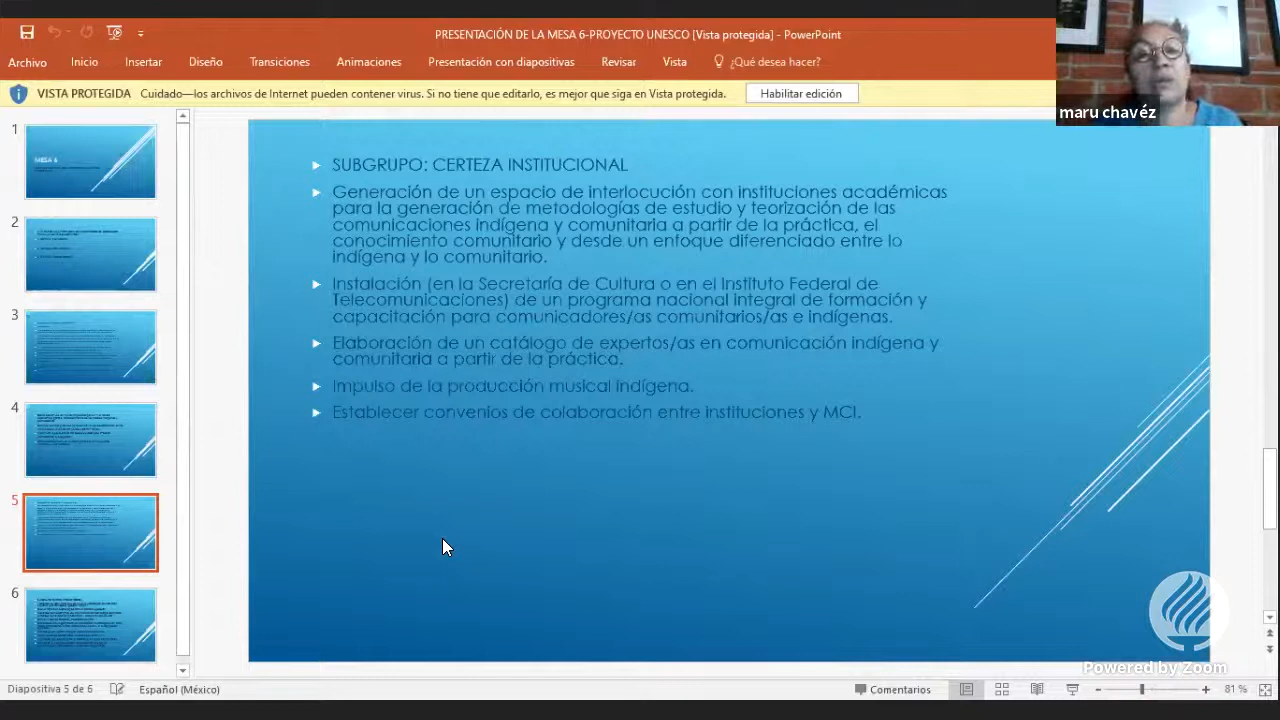 PRESENTACIÓN DE LA MESA 6-PROYECTO UNESCO [Vista protegida] - PowerPoint
Archivo Inicio Insertar Diseño Transiciones Animaciones Presentación con diapositivas Revisar Vista ¿Qué desea hacer?
VISTA PROTEGIDA Cuidado—los archivos de Internet pueden contener virus. Si no tiene que editarlo, es mejor que siga en Vista protegida. Habilitar edición
maru chavéz
1
MESA 6
2
3
4
5
6
SUBGRUPO: CERTEZA INSTITUCIONAL
Generación de un espacio de interlocución con instituciones académicas
para la generación de metodologías de estudio y teorización de las
comunicaciones indígena y comunitaria a partir de la práctica, el
conocimiento comunitario y desde un enfoque diferenciado entre lo
indígena y lo comunitario.
Instalación (en la Secretaría de Cultura o en el Instituto Federal de
Telecomunicaciones) de un programa nacional integral de formación y
capacitación para comunicadores/as comunitarios/as e indígenas.
Elaboración de un catálogo de expertos/as en comunicación indígena y
comunitaria a partir de la práctica.
Impulso de la producción musical indígena.
Establecer convenios de colaboración entre instituciones y MCI.
Powered by Zoom
Diapositiva 5 de 6 Español (México) Comentarios 81 %